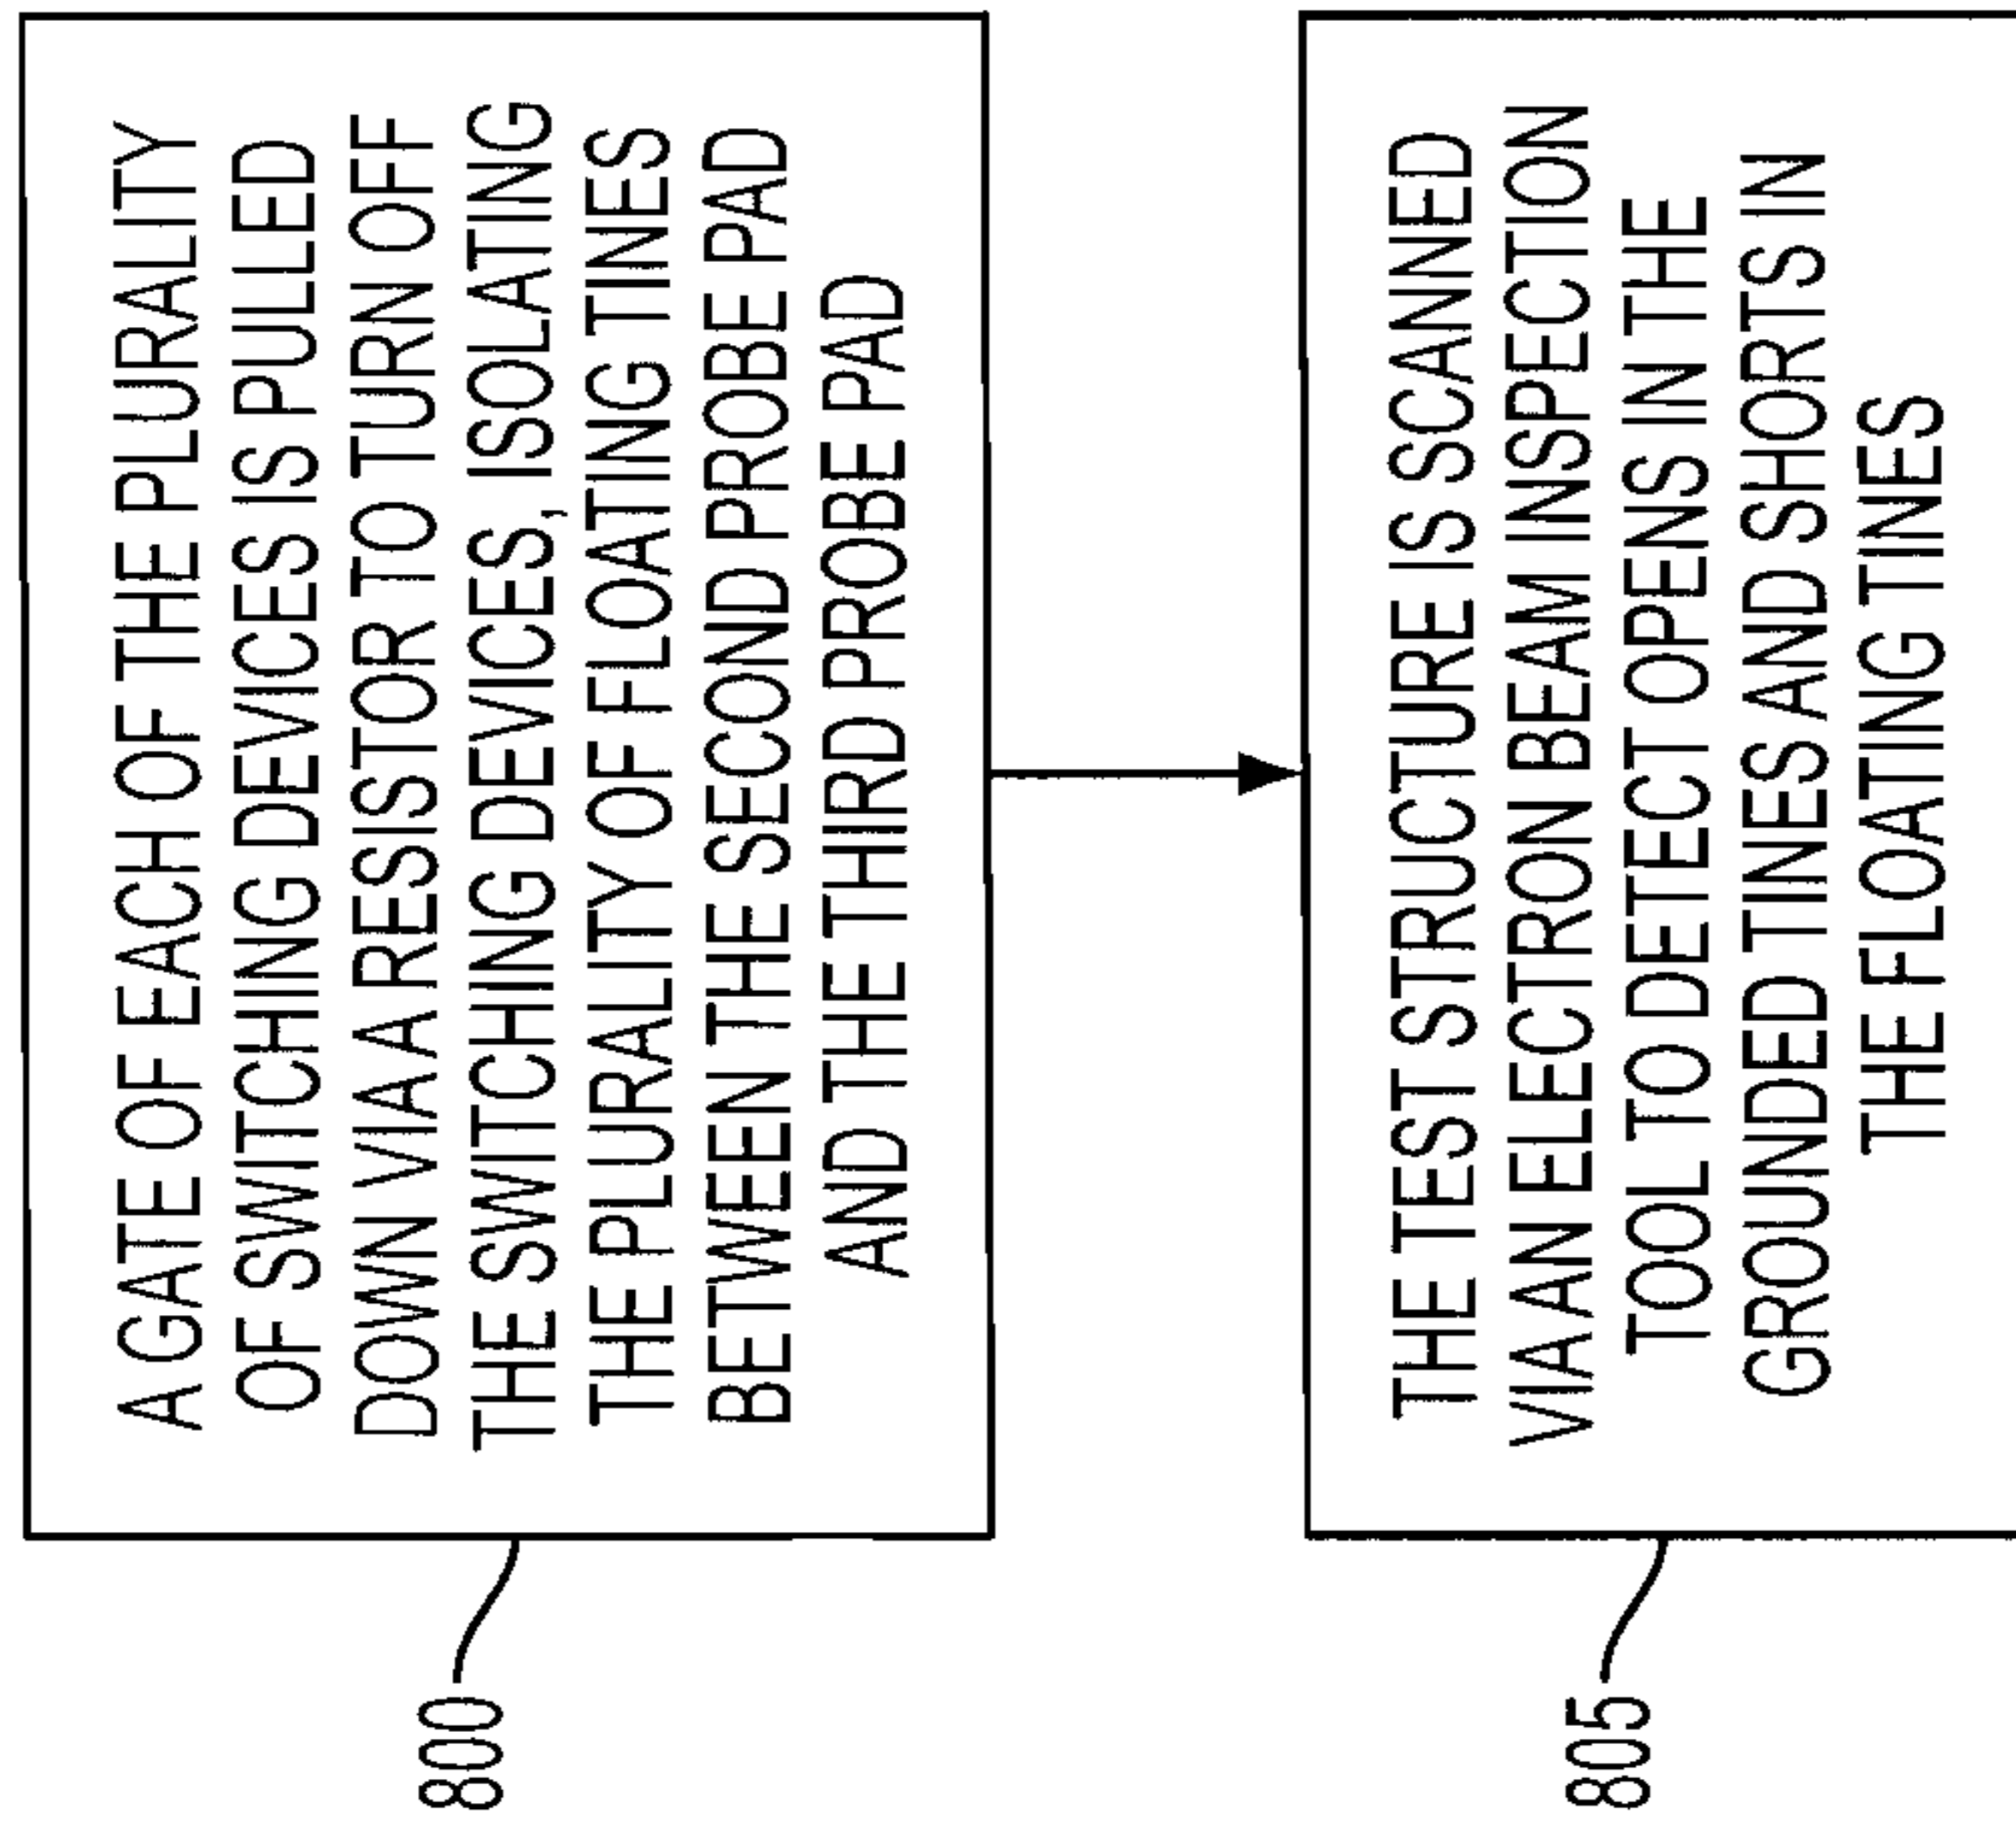 A GATE OF EACH OF THE PLURALITY
OF SWITCHING DEVICES IS PULLED
DOWN VIA A RESISTOR TO TURN OFF
THE SWITCHING DEVICES, ISOLATING
THE PLURALITY OF FLOATING TINES
BETWEEN THE SECOND PROBE PAD
AND THE THIRD PROBE PAD
800
THE TEST STRUCTURE IS SCANNED
VIA AN ELECTRON BEAM INSPECTION
TOOL TO DETECT OPENS IN THE
GROUNDED TINES AND SHORTS IN
THE FLOATING TINES
805